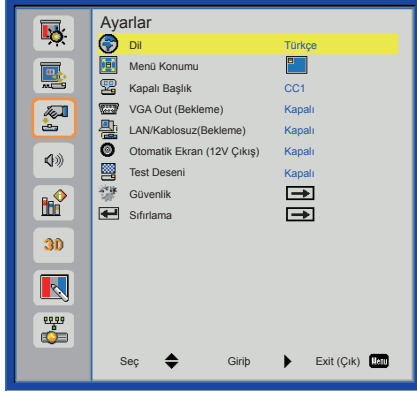 Ayarlar
Dil Türkçe
Menü Konumu
Kapalı Başlık CC1
VGA Out (Bekleme) Kapalı
LAN/Kablosuz(Bekleme) Kapalı
Otomatik Ekran (12V Çıkış) Kapalı
Test Deseni Kapalı
Güvenlik
Sıfırlama
3D
Seç Giriþ Exit (Çık) Menu